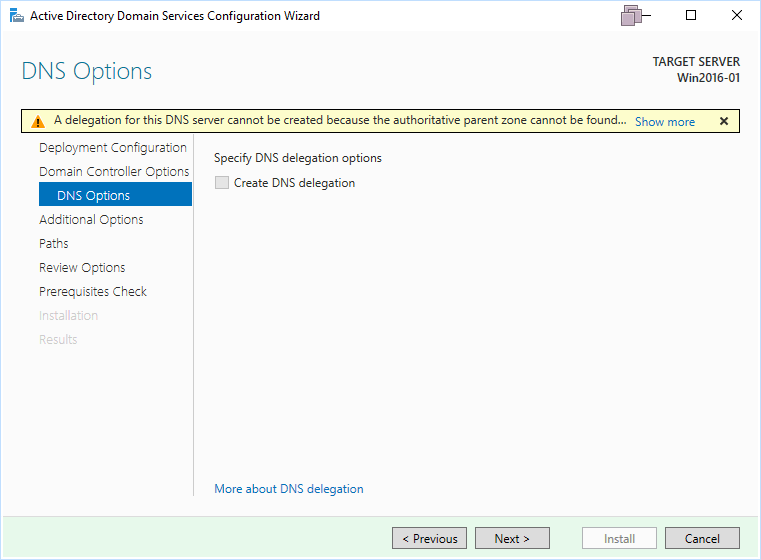 Active Directory Domain Services Configuration Wizard
DNS Options
TARGET SERVER
Win2016-01
A delegation for this DNS server cannot be created because the authoritative parent zone cannot be found... Show more
Deployment Configuration
Domain Controller Options
DNS Options
Additional Options
Paths
Review Options
Prerequisites Check
Installation
Results
Specify DNS delegation options
Create DNS delegation
More about DNS delegation
< Previous
Next >
Install
Cancel